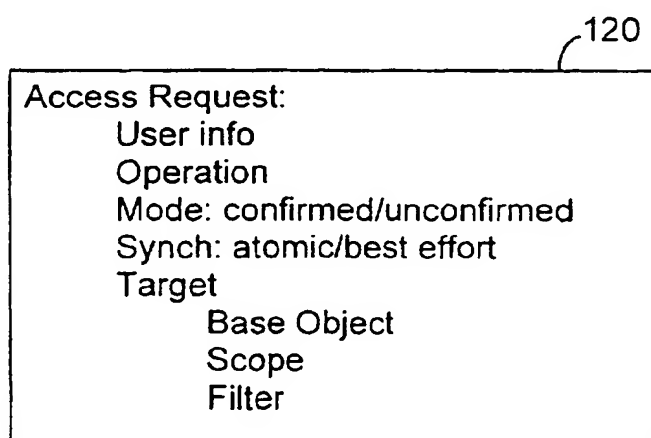 120
Access Request:
User info
Operation
Mode: confirmed/unconfirmed
Synch: atomic/best effort
Target
Base Object
Scope
Filter